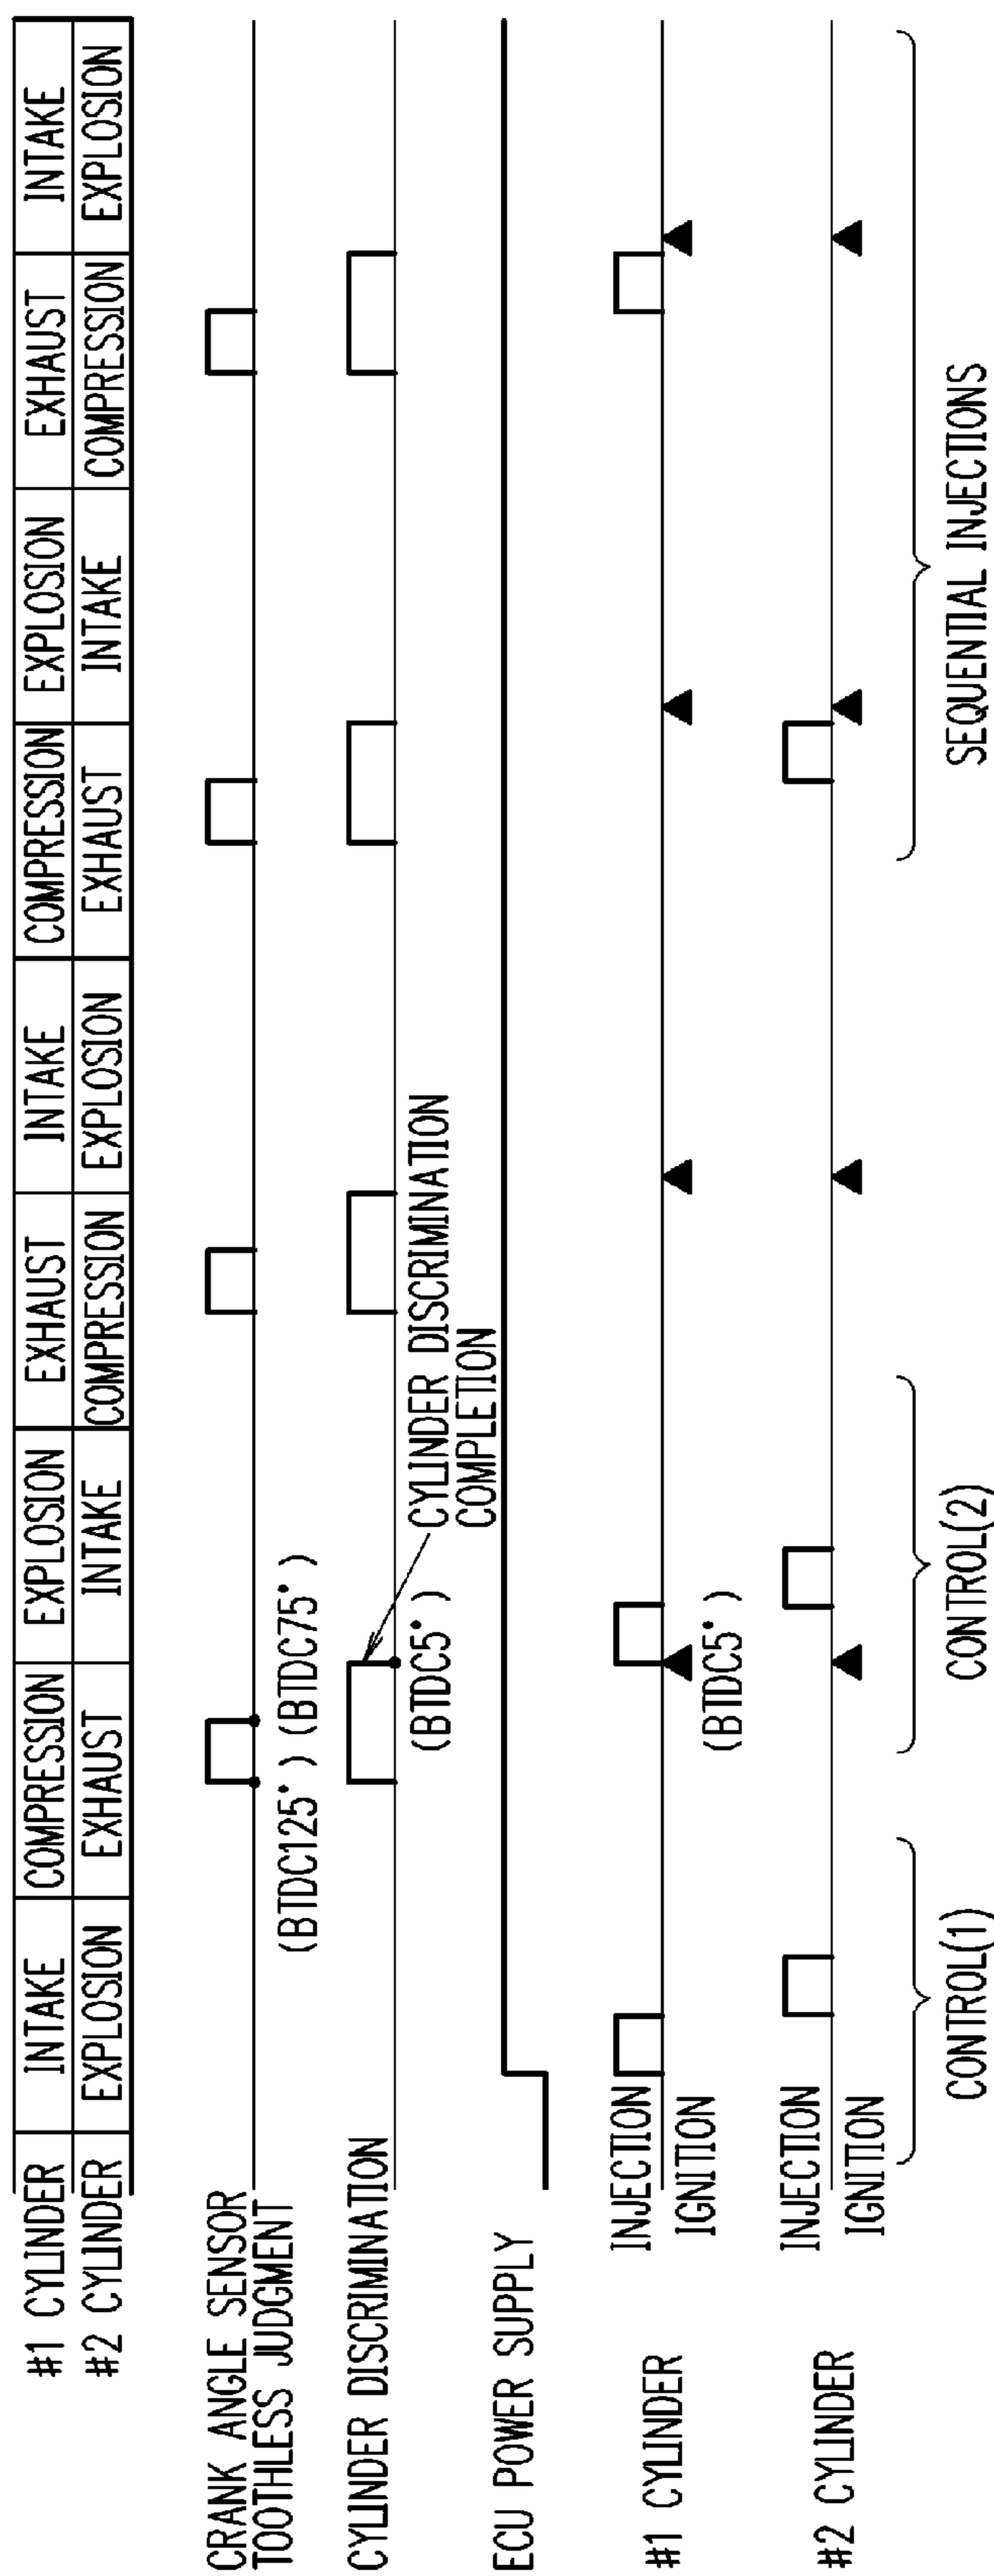 #1 CYLINDER INTAKE COMPRESSION EXPLOSION EXHAUST INTAKE COMPRESSION EXPLOSION EXHAUST INTAKE
#2 CYLINDER EXPLOSION EXHAUST INTAKE COMPRESSION EXPLOSION EXHAUST INTAKE COMPRESSION EXPLOSION
CRANK ANGLE SENSOR
TOOTHLESS JUDGMENT
(BTDC125°) (BTDC75°)
CYLINDER DISCRIMINATION
(BTDC5°)
CYLINDER DISCRIMINATION
COMPLETION
ECU POWER SUPPLY
#1 CYLINDER
INJECTION
IGNITION
(BTDC5°)
#2 CYLINDER
INJECTION
IGNITION
CONTROL(1)
CONTROL(2)
SEQUENTIAL INJECTIONS